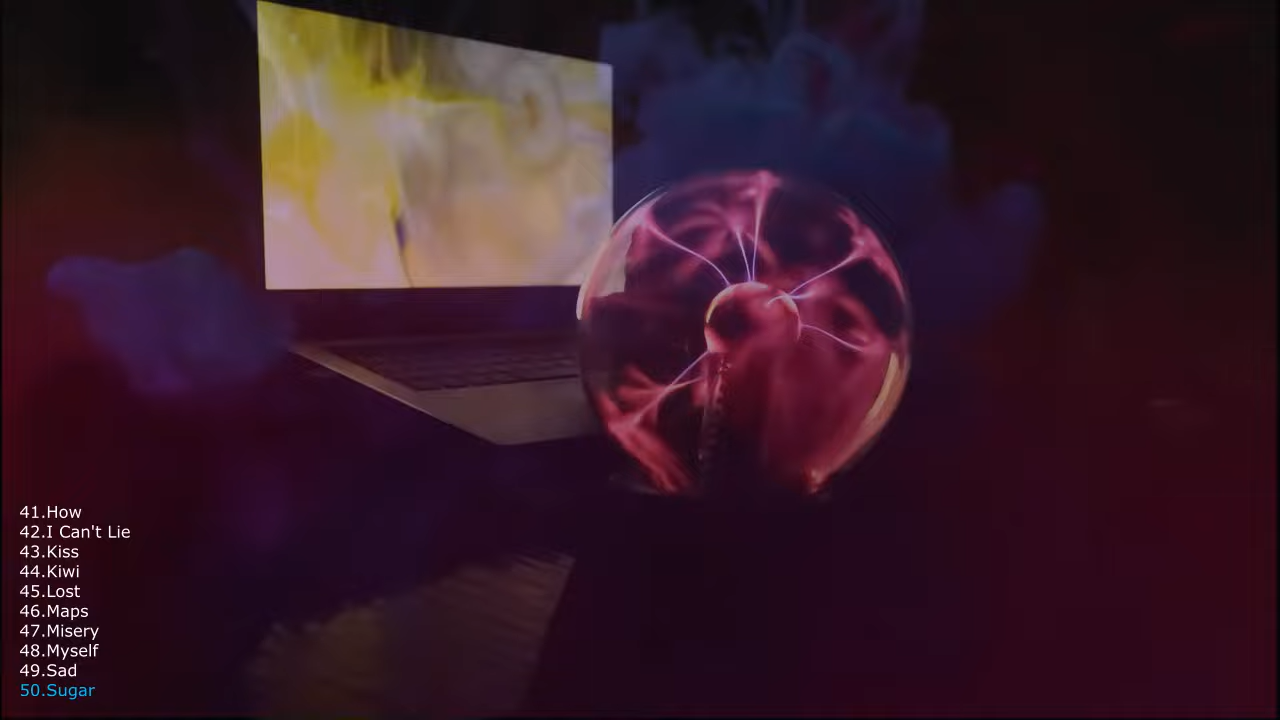 41.How
42.I Can't Lie
43.Kiss
44.Kiwi
45.Lost
46.Maps
47.Misery
48.Myself
49.Sad
50.Sugar